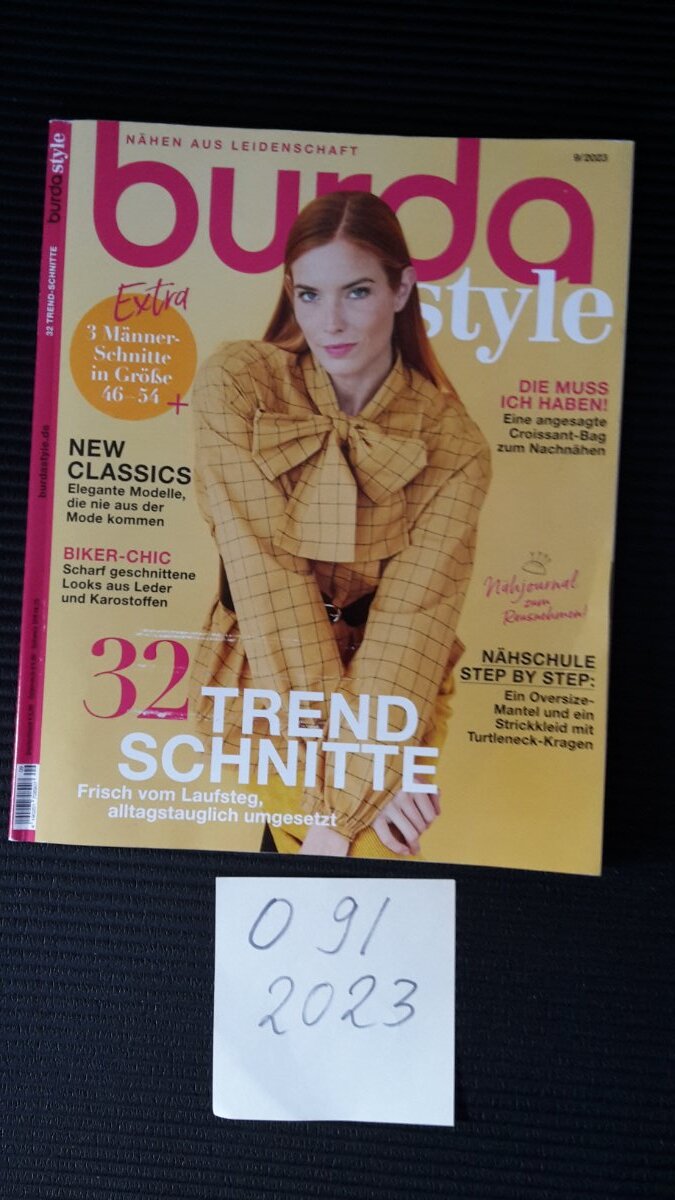 NÄHEN AUS LEIDENSCHAFT
9/2023
burda
style
Extra
3 Männer-
Schnitte
in Größe
46–54 +
DIE MUSS
ICH HABEN!
Eine angesagte
Croissant-Bag
zum Nachnähen
NEW
CLASSICS
Elegante Modelle,
die nie aus der
Mode kommen
BIKER-CHIC
Scharf geschnittene
Looks aus Leder
und Karostoffen
Nähjournal
zum
Rausnehmen!
NÄHSCHULE
STEP BY STEP:
Ein Oversize-
Mantel und ein
Strickkleid mit
Turtleneck-Kragen
32 TREND
SCHNITTE
Frisch vom Laufsteg,
alltagstauglich umgesetzt
burda style
32 TREND-SCHNITTE
burdastyle.de
09/
2023